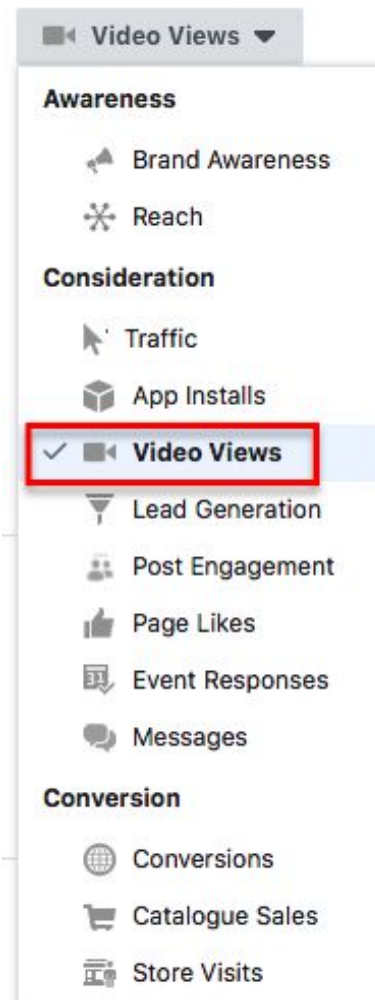 Video Views
Awareness
Brand Awareness
Reach
Consideration
Traffic
App Installs
Video Views
Lead Generation
Post Engagement
Page Likes
31
Event Responses
Messages
Conversion
Conversions
Catalogue Sales
Store Visits